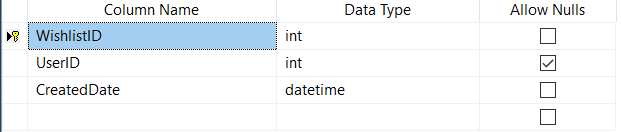 Column Name Data Type Allow Nulls
WishlistID int
UserID int
CreatedDate datetime